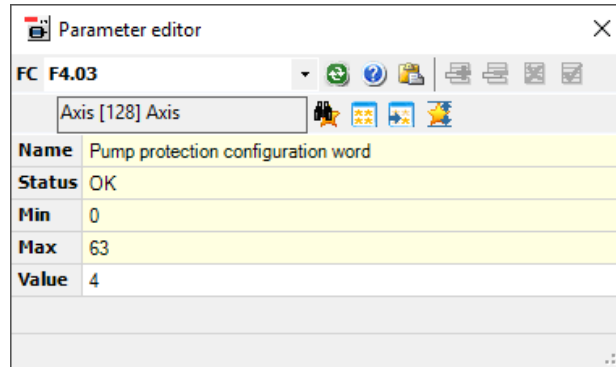 Parameter editor
FC F4.03
Axis [128] Axis
Name Pump protection configuration word
Status OK
Min 0
Max 63
Value 4